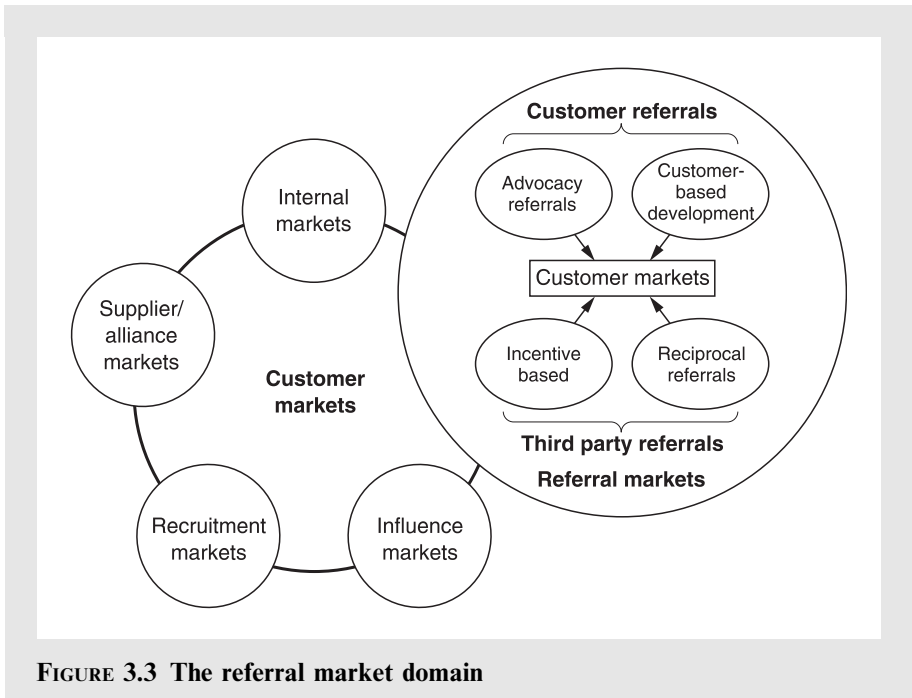 Customer referrals
Advocacy
referrals
Customer-
based
development
Customer markets
Incentive
based
Reciprocal
referrals
Third party referrals
Referral markets
Internal
markets
Supplier/
alliance
markets
Customer
markets
Recruitment
markets
Influence
markets
FIGURE 3.3 The referral market domain